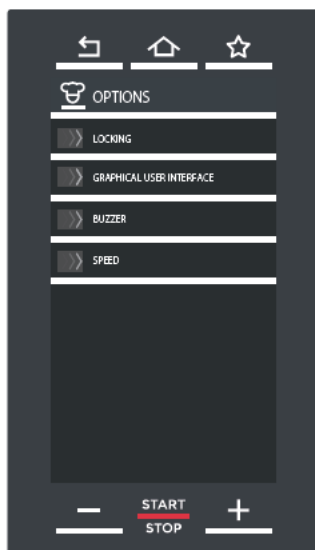 OPTIONS
LOCKING
GRAPHICAL USER INTERFACE
BUZZER
SPEED
START
STOP